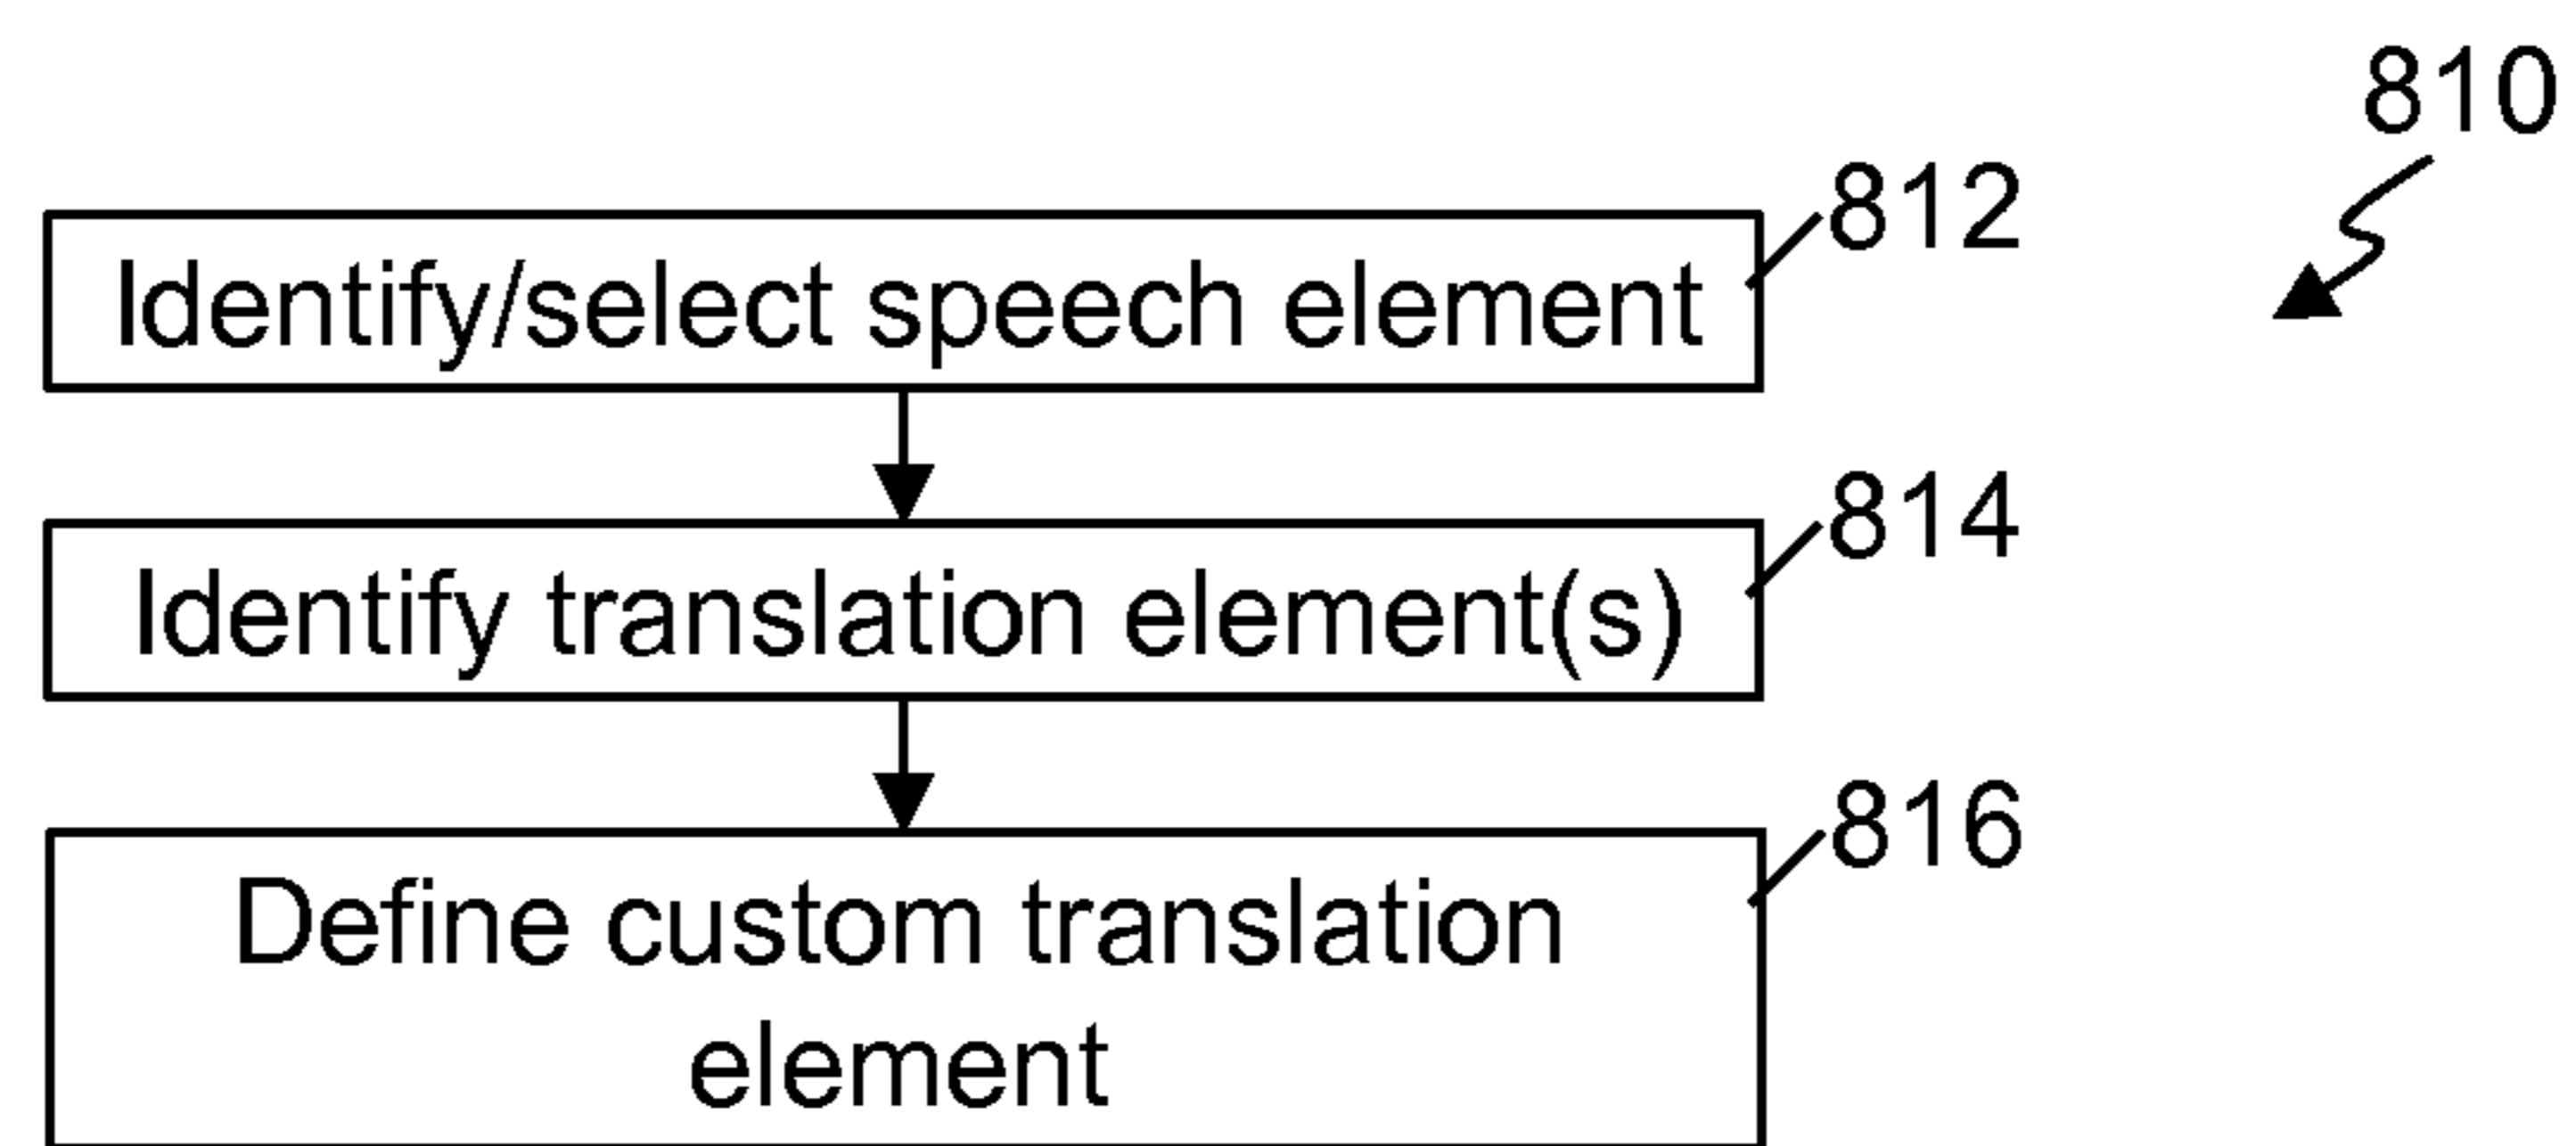 810
812
Identify/select speech element
814
Identify translation element(s)
816
Define custom translation
element